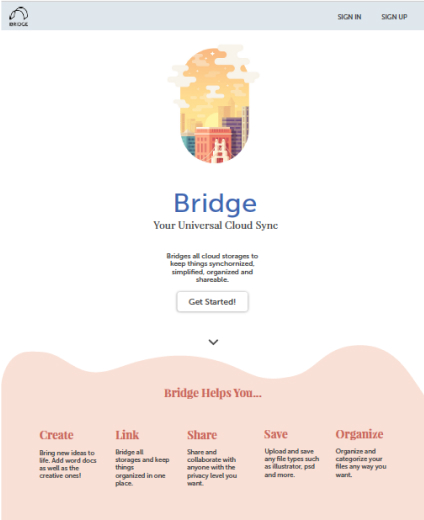 BRIDGE
SIGN IN SIGN UP
Bridge
Your Universal Cloud Sync
Bridges all cloud storages to
keep things synchornized,
simplified, organized and
shareable.
Get Started!
Bridge Helps You...
Create
Bring new ideas to
life. Add word docs
as well as the
creative ones!
Link
Bridge all
storages and keep
things
organized in one
place.
Share
Share and
collaborate with
anyone with the
privacy level you
want.
Save
Upload and save
any file types such
as illustrator, psd
and more.
Organize
Organize and
categorize your
files any way you
want.